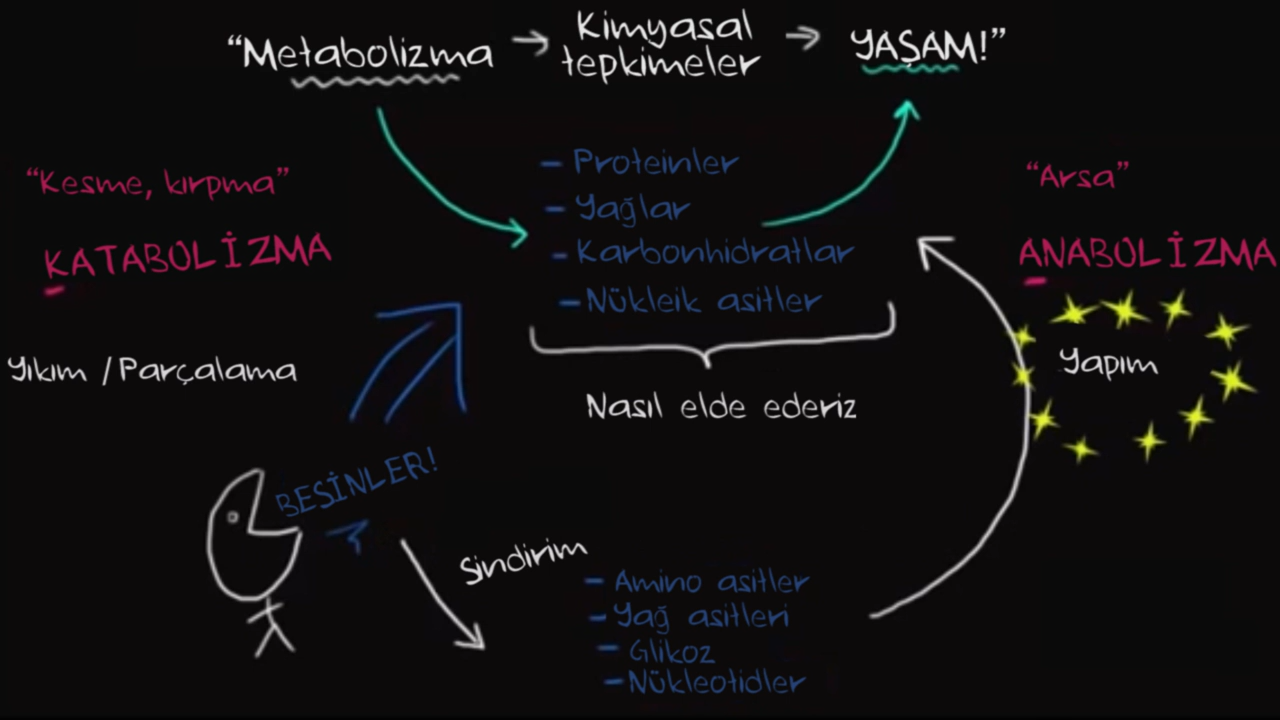 “Metabolizma → Kimyasal tepkimeler → YAŞAM!”
“Kesme, kırpma”
KATABOLİZMA
Yıkım / Parçalama
- Proteinler
- Yağlar
- Karbonhidratlar
- Nükleik asitler
Nasıl elde ederiz
“Arsa”
ANABOLİZMA
Yapım
BESİNLER!
Sindirim
- Amino asitler
- Yağ asitleri
- Glikoz
- Nükleotidler